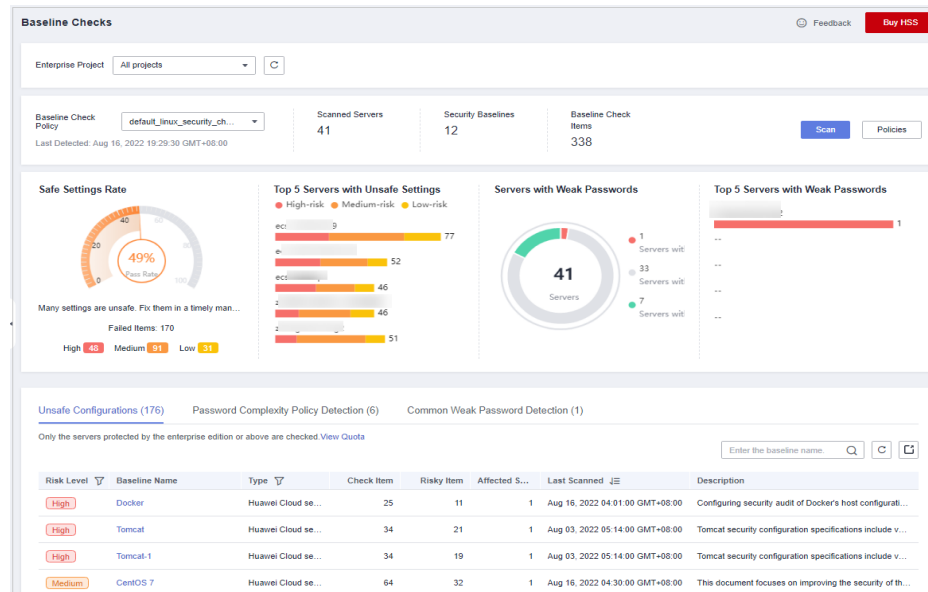 Baseline Checks
Feedback
Buy HSS
Enterprise Project
All projects
Baseline Check
Policy
default_linux_security_ch...
Last Detected: Aug 16, 2022 19:29:30 GMT+08:00
Scanned Servers
41
Security Baselines
12
Baseline Check
Items
338
Scan
Policies
Safe Settings Rate
0
20
40
60
80
100
49%
Pass Rate
Many settings are unsafe. Fix them in a timely man...
Failed Items: 170
High 48 Medium 91 Low 31
Top 5 Servers with Unsafe Settings
High-risk Medium-risk Low-risk
77
52
46
46
51
Servers with Weak Passwords
41
Servers
1
Servers wit
33
Servers wit
7
Servers wit
Top 5 Servers with Weak Passwords
1
--
--
--
--
Unsafe Configurations (176) Password Complexity Policy Detection (6) Common Weak Password Detection (1)
Only the servers protected by the enterprise edition or above are checked.View Quota
Enter the baseline name.
Risk Level Baseline Name Type Check Item Risky Item Affected S... Last Scanned Description
High Docker Huawei Cloud se... 25 11 1 Aug 16, 2022 04:01:00 GMT+08:00 Configuring security audit of Docker's host configurati...
High Tomcat Huawei Cloud se... 34 21 1 Aug 03, 2022 05:14:00 GMT+08:00 Tomcat security configuration specifications include v...
High Tomcat-1 Huawei Cloud se... 34 19 1 Aug 03, 2022 05:14:00 GMT+08:00 Tomcat security configuration specifications include v...
Medium CentOS 7 Huawei Cloud se... 64 32 1 Aug 16, 2022 04:30:00 GMT+08:00 This document focuses on improving the security of th...